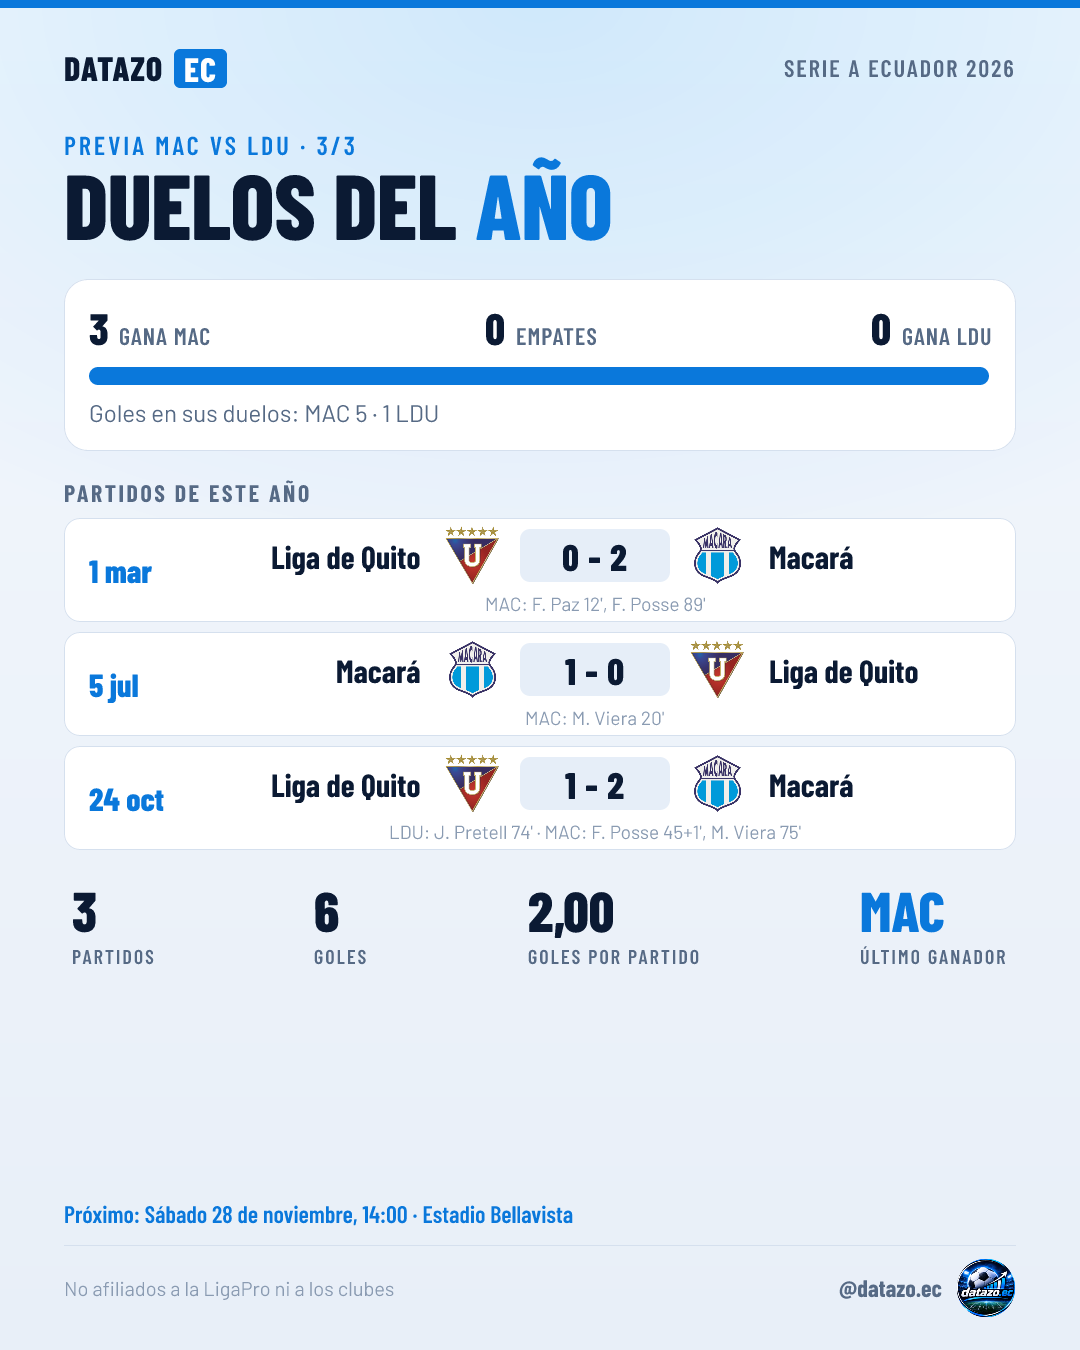 DATAZO EC
SERIE A ECUADOR 2026
PREVIA MAC VS LDU · 3/3
DUELOS DEL AÑO
3 GANA MAC 0 EMPATES 0 GANA LDU
Goles en sus duelos: MAC 5 · 1 LDU
PARTIDOS DE ESTE AÑO
1 mar Liga de Quito U 0 - 2 MACARÁ Macará
MAC: F. Paz 12', F. Posse 89'
5 jul Macará MACARÁ 1 - 0 U Liga de Quito
MAC: M. Viera 20'
24 oct Liga de Quito U 1 - 2 MACARÁ Macará
LDU: J. Pretell 74' · MAC: F. Posse 45+1', M. Viera 75'
3 6 2,00 MAC
PARTIDOS GOLES GOLES POR PARTIDO ÚLTIMO GANADOR
Próximo: Sábado 28 de noviembre, 14:00 · Estadio Bellavista
No afiliados a la LigaPro ni a los clubes
@datazo.ec datazo.ec